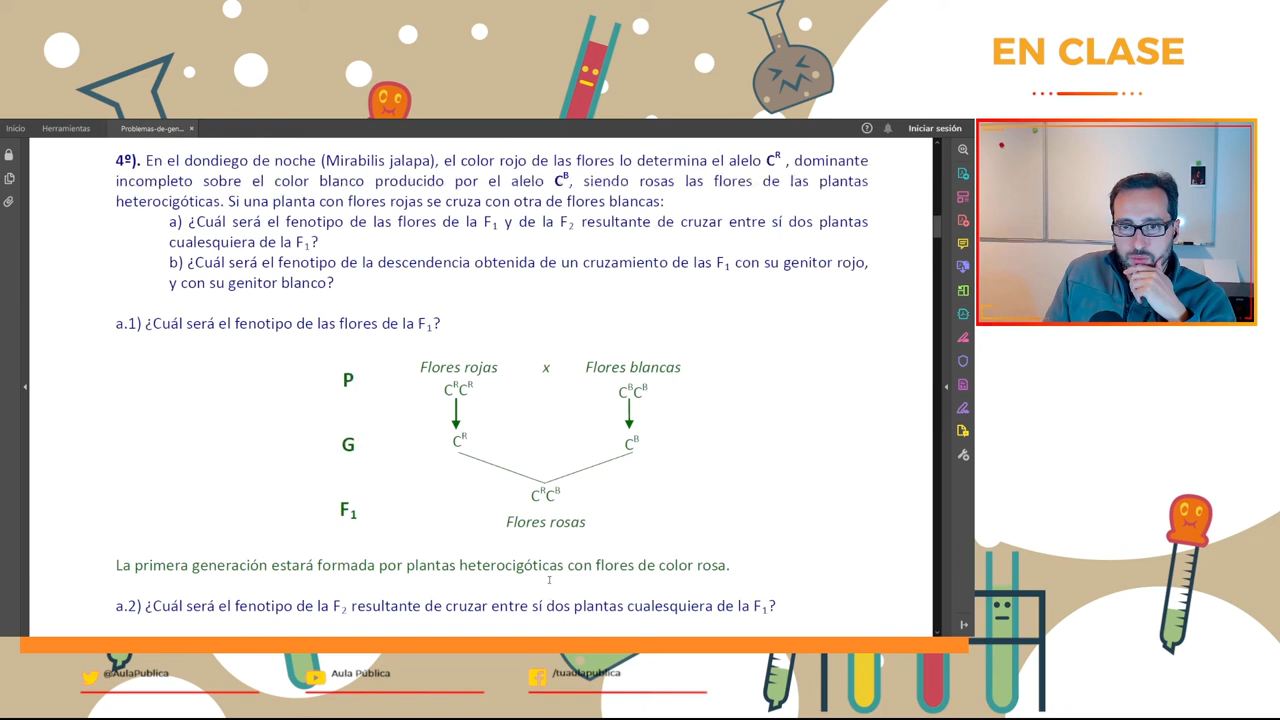 EN CLASE
Inicio Herramientas Problemas-de-gen... × Iniciar sesión
4º). En el dondiego de noche (Mirabilis jalapa), el color rojo de las flores lo determina el alelo Cᴿ , dominante
incompleto sobre el color blanco producido por el alelo Cᴮ, siendo rosas las flores de las plantas
heterocigóticas. Si una planta con flores rojas se cruza con otra de flores blancas:
a) ¿Cuál será el fenotipo de las flores de la F₁ y de la F₂ resultante de cruzar entre sí dos plantas
cualesquiera de la F₁?
b) ¿Cuál será el fenotipo de la descendencia obtenida de un cruzamiento de las F₁ con su genitor rojo,
y con su genitor blanco?
a.1) ¿Cuál será el fenotipo de las flores de la F₁?
Flores rojas x Flores blancas
P CᴿCᴿ CᴮCᴮ
G Cᴿ Cᴮ
CᴿCᴮ
F₁
Flores rosas
La primera generación estará formada por plantas heterocigóticas con flores de color rosa.
a.2) ¿Cuál será el fenotipo de la F₂ resultante de cruzar entre sí dos plantas cualesquiera de la F₁?
@AulaPublica Aula Pública /tuaulapublica